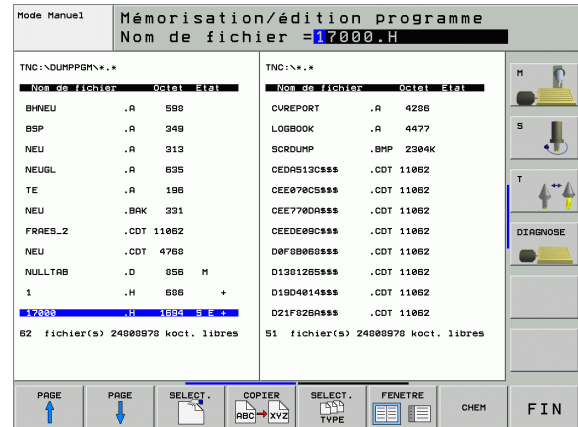 Mode Manuel
Mémorisation/édition programme
Nom de fichier =17000.H
TNC:\DUMPPGM\*.*
Nom de fichier Octet Etat
BHNEU .A 598
BSP .A 349
NEU .A 313
NEUGL .A 635
TE .A 196
NEU .BAK 331
FRAES_2 .CDT 11062
NEU .CDT 4768
NULLTAB .D 856 M
1 .H 686 +
17000 .H 1694 S E +
62 fichier(s) 24808978 koct. libres
TNC:\*.*
Nom de fichier Octet Etat
CVREPORT .A 4286
LOGBOOK .A 4477
SCRDUMP .BMP 2304K
CEDA513C$$$ .CDT 11062
CEE070C5$$$ .CDT 11062
CEE770DA$$$ .CDT 11062
CEEDE09C$$$ .CDT 11062
D0F8B068$$$ .CDT 11062
D1381265$$$ .CDT 11062
D19D4014$$$ .CDT 11062
D21F826A$$$ .CDT 11062
51 fichier(s) 24808978 koct. libres
M
S
T
DIAGNOSE
PAGE
PAGE
SELECT.
COPIER
ABC XYZ
SELECT.
TYPE
FENETRE
CHEM
FIN